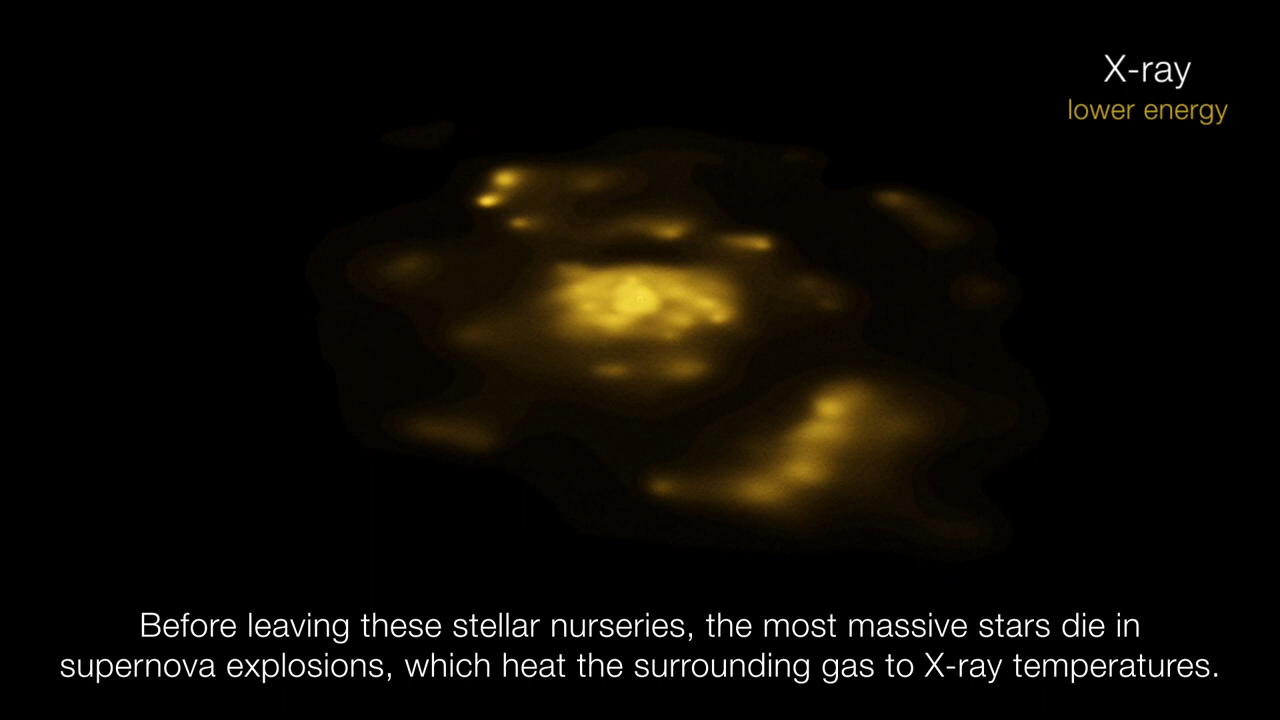 X-ray
lower energy
Before leaving these stellar nurseries, the most massive stars die in
supernova explosions, which heat the surrounding gas to X-ray temperatures.